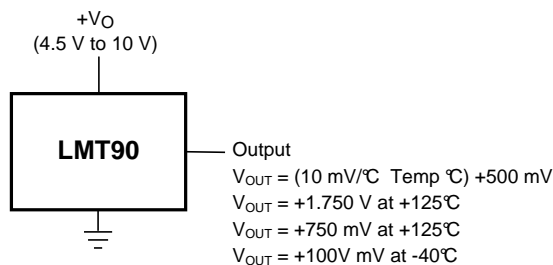 +VO
(4.5 V to 10 V)
LMT90
Output
VOUT = (10 mV/℃ Temp ℃) +500 mV
VOUT = +1.750 V at +125℃
VOUT = +750 mV at +125℃
VOUT = +100V mV at -40℃